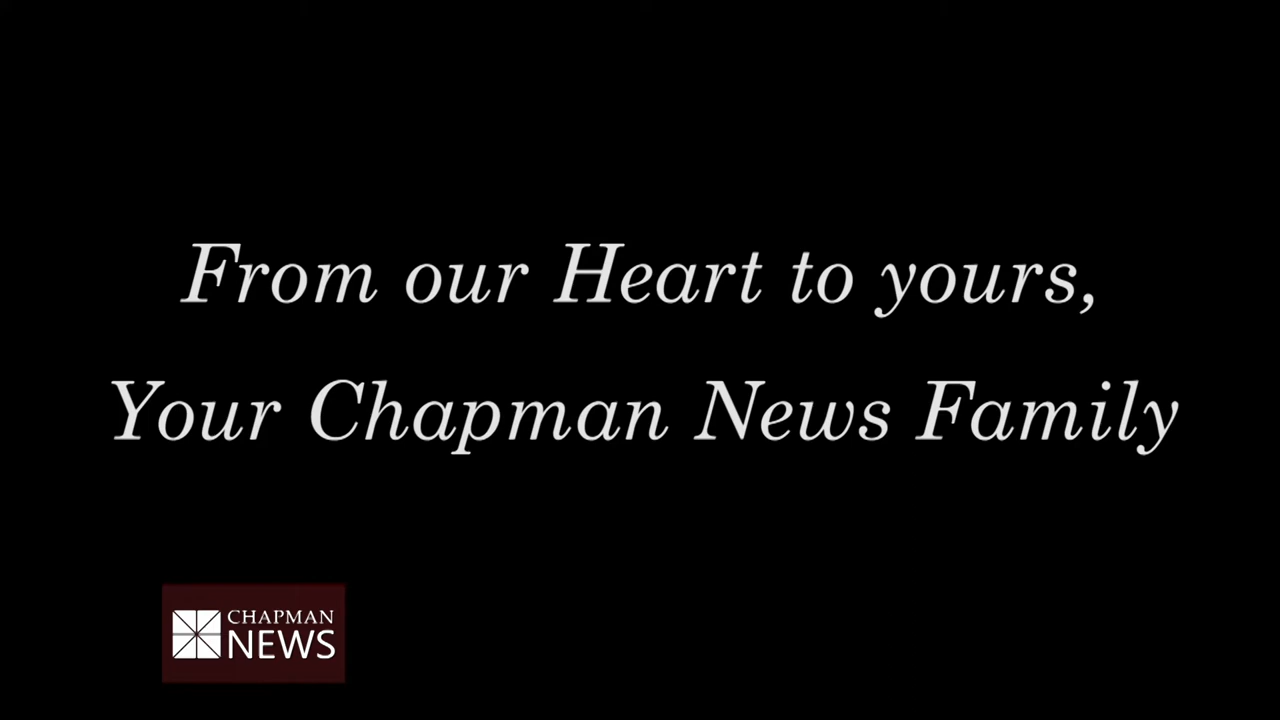 From our Heart to yours,
Your Chapman News Family
CHAPMAN
NEWS